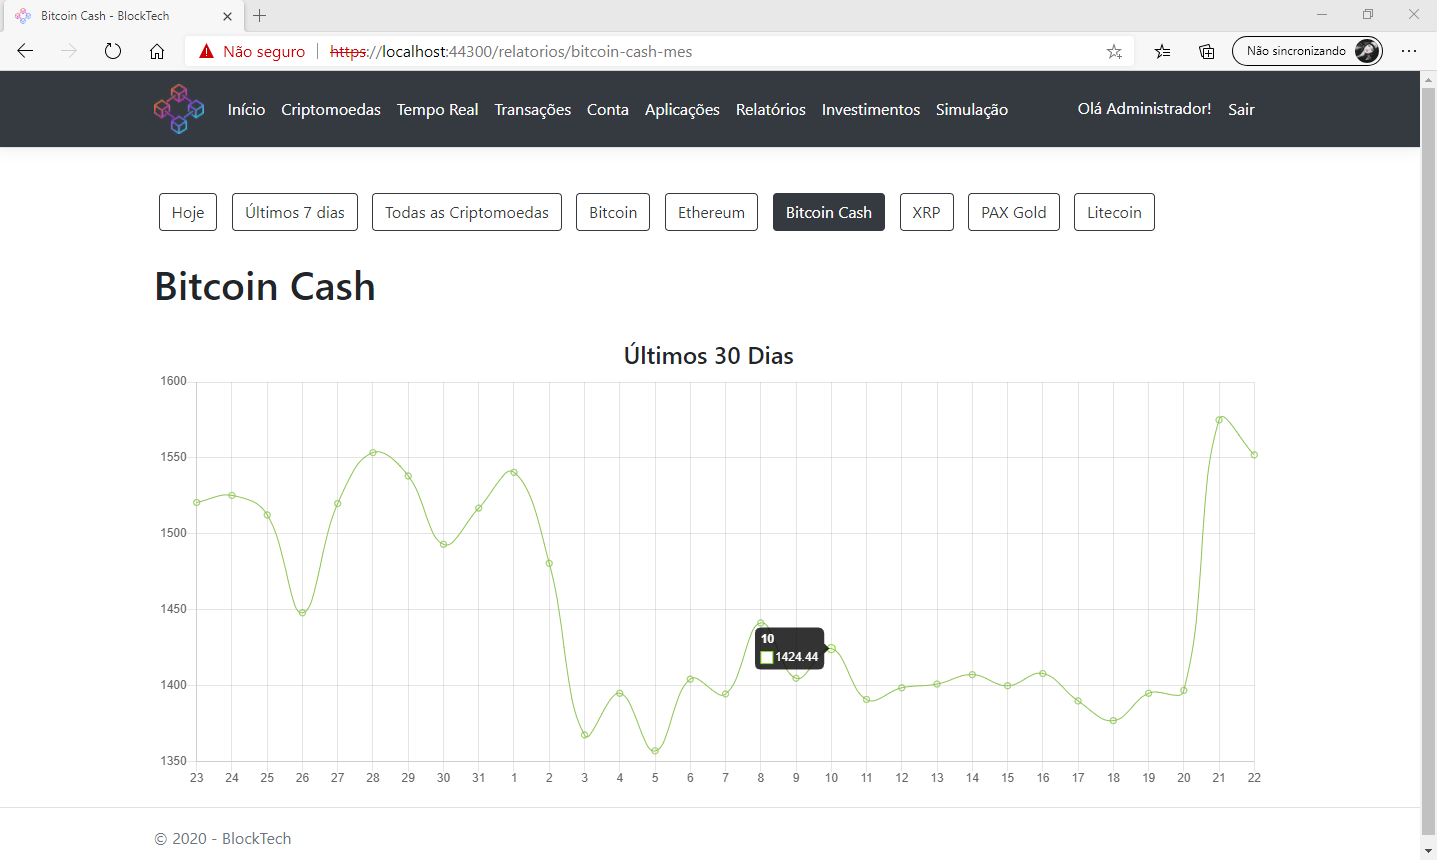 Bitcoin Cash - BlockTech
Não seguro https://localhost:44300/relatorios/bitcoin-cash-mes Não sincronizando
Início Criptomoedas Tempo Real Transações Conta Aplicações Relatórios Investimentos Simulação Olá Administrador! Sair
Hoje Últimos 7 dias Todas as Criptomoedas Bitcoin Ethereum Bitcoin Cash XRP PAX Gold Litecoin
Bitcoin Cash
Últimos 30 Dias
1600
1550
1500
1450
10
1424.44
1400
1350
23 24 25 26 27 28 29 30 31 1 2 3 4 5 6 7 8 9 10 11 12 13 14 15 16 17 18 19 20 21 22
© 2020 - BlockTech